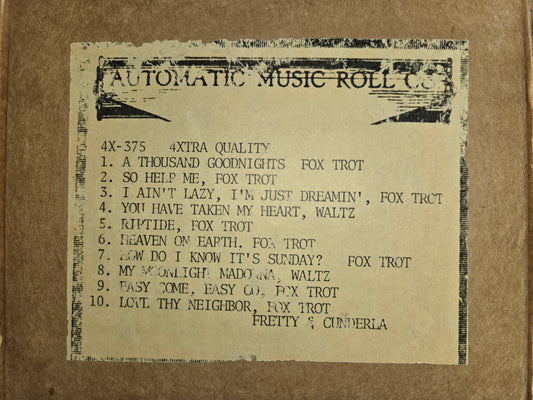 AUTOMATIC MUSIC ROLL CO.
4X-375 4XTRA QUALITY
1. A THOUSAND GOODNIGHTS FOX TROT
2. SO HELP ME, FOX TROT
3. I AIN'T LAZY, I'M JUST DREAMIN', FOX TROT
4. YOU HAVE TAKEN MY HEART, WALTZ
5. RIPTIDE, FOX TROT
6. HEAVEN ON EARTH. FOX TROT
7. HOW DO I KNOW IT'S SUNDAY? FOX TROT
8. MY MOONLIGHT MADONNA, WALTZ
9. EASY COME, EASY GO, FOX TROT
10. LOVE THY NEIGHBOR, FOX TROT
FRETTY & CUNDERLA